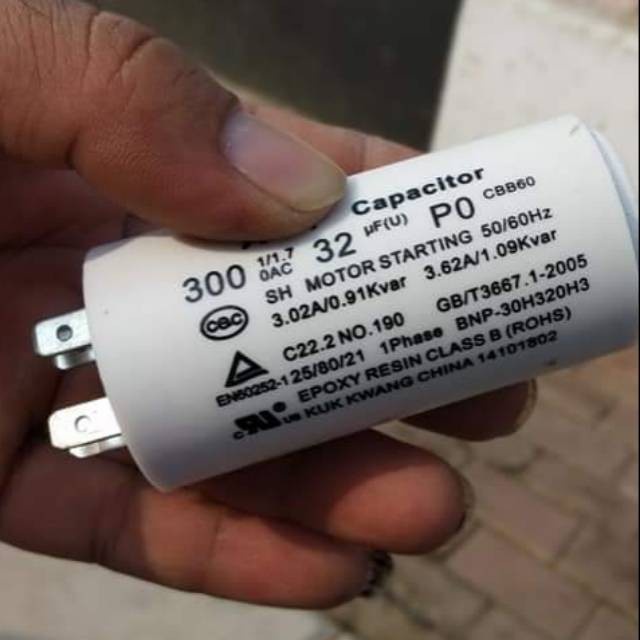 Capacitor
300 1/1.7 0AC 32 µF(U) P0 CBB60
SH MOTOR STARTING 50/60Hz
CQC 3.02A/0.91Kvar 3.62A/1.09Kvar
C22.2 NO.190 GB/T3667.1-2005
EN60252-1 25/80/21 1Phase BNP-30H320H3
EPOXY RESIN CLASS B (ROHS)
c US KUK KWANG CHINA 14101802